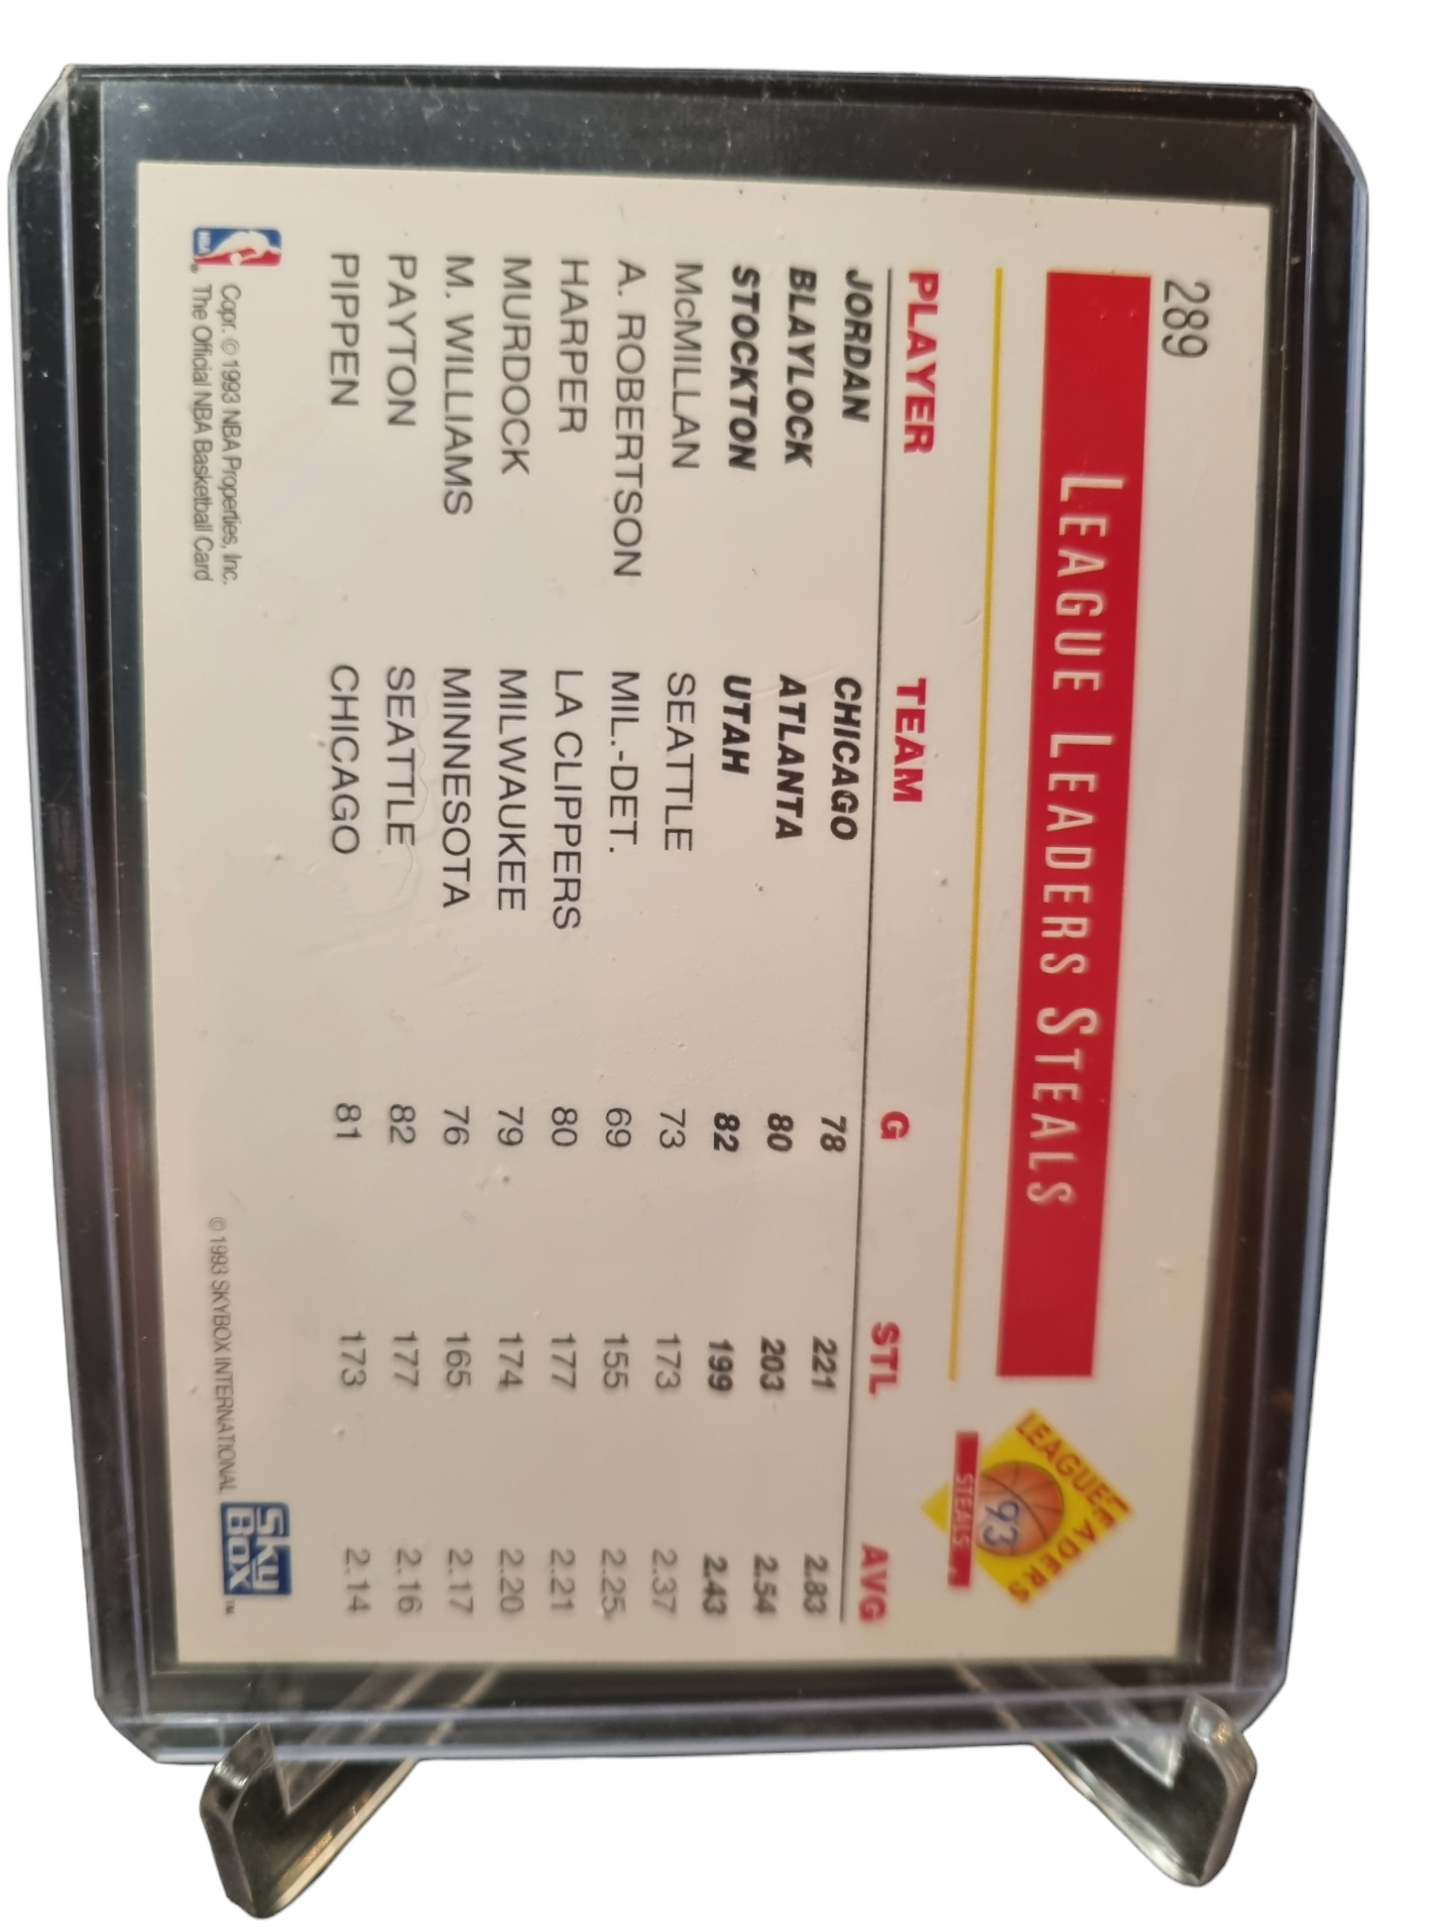 289
LEAGUE LEADERS STEALS
LEAGUE LEADERS
93
STEALS
PLAYER TEAM G STL AVG
JORDAN CHICAGO 78 221 2.83
BLAYLOCK ATLANTA 80 203 2.54
STOCKTON UTAH 82 199 2.43
McMILLAN SEATTLE 73 173 2.37
A. ROBERTSON MIL.-DET. 69 155 2.25
HARPER LA CLIPPERS 80 177 2.21
MURDOCK MILWAUKEE 79 174 2.20
M. WILLIAMS MINNESOTA 76 165 2.17
PAYTON SEATTLE 82 177 2.16
PIPPEN CHICAGO 81 173 2.14
NBA
Copr. © 1993 NBA Properties, Inc.
The Official NBA Basketball Card
© 1993 SKYBOX INTERNATIONAL
SKY
BOX™